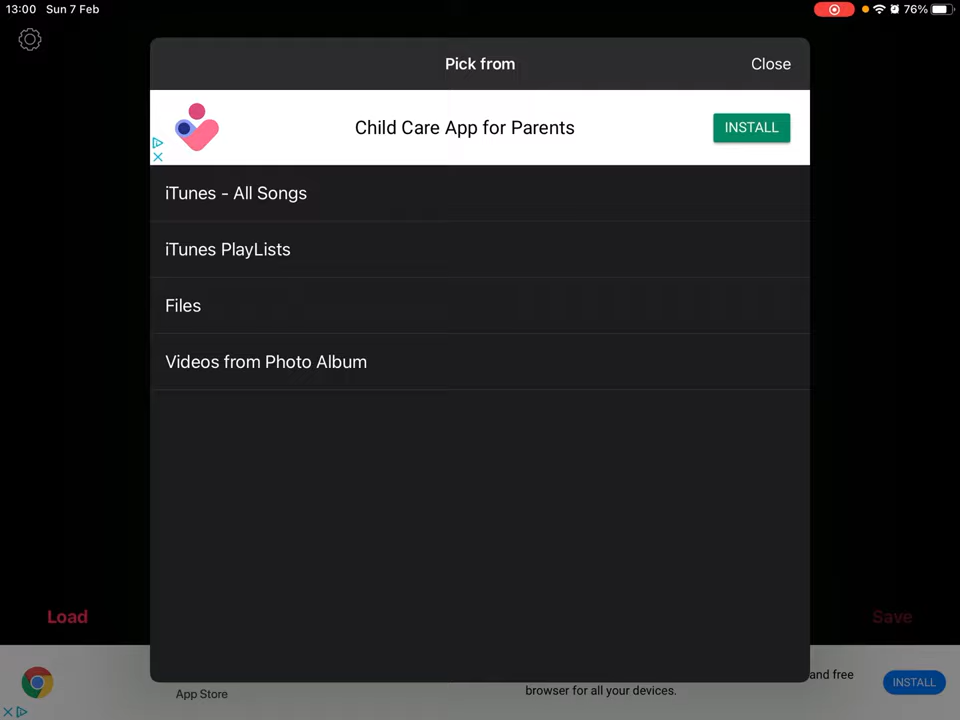 13:00 Sun 7 Feb
76%
Pick from
Close
Child Care App for Parents
INSTALL
iTunes - All Songs
iTunes PlayLists
Files
Videos from Photo Album
Load
Save
and free
App Store
browser for all your devices.
INSTALL